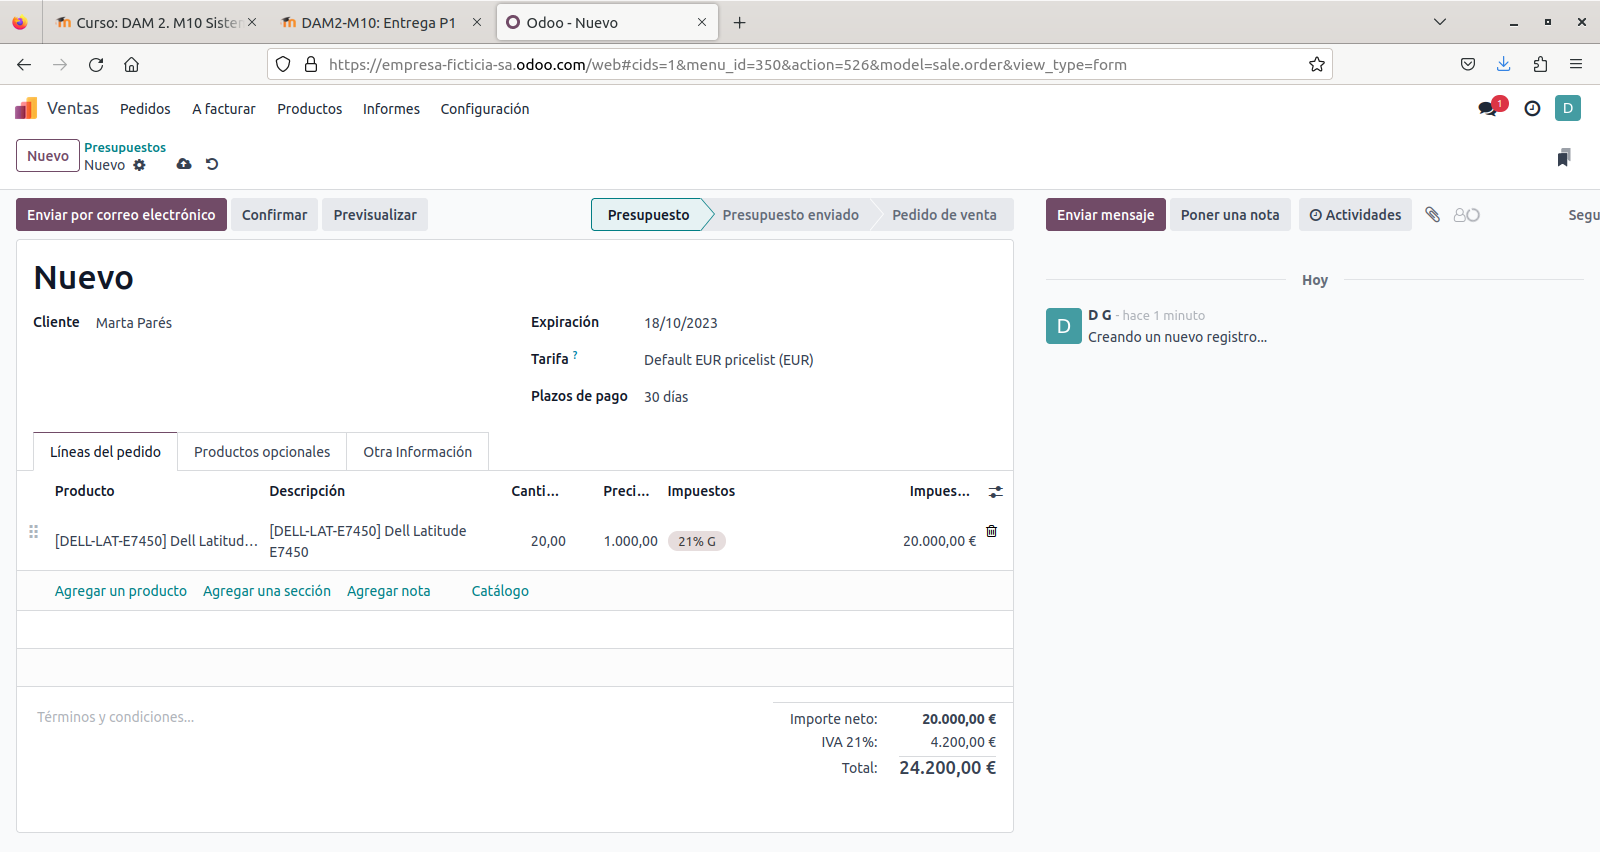 Curso: DAM 2. M10 Sister
DAM2-M10: Entrega P1
Odoo - Nuevo
https://empresa-ficticia-sa.odoo.com/web#cids=1&menu_id=350&action=526&model=sale.order&view_type=form
Ventas Pedidos A facturar Productos Informes Configuración
1
D
Nuevo
Presupuestos
Nuevo
Enviar por correo electrónico Confirmar Previsualizar
Presupuesto Presupuesto enviado Pedido de venta
Enviar mensaje Poner una nota Actividades Segu
Nuevo
Cliente Marta Parés
Expiración 18/10/2023
Tarifa ? Default EUR pricelist (EUR)
Plazos de pago 30 días
Hoy
D
D G - hace 1 minuto
Creando un nuevo registro...
Líneas del pedido Productos opcionales Otra Información
Producto Descripción Canti... Preci... Impuestos Impues...
[DELL-LAT-E7450] Dell Latitud... [DELL-LAT-E7450] Dell Latitude
E7450
20,00 1.000,00 21% G 20.000,00 €
Agregar un producto Agregar una sección Agregar nota Catálogo
Términos y condiciones...
Importe neto: 20.000,00 €
IVA 21%: 4.200,00 €
Total: 24.200,00 €